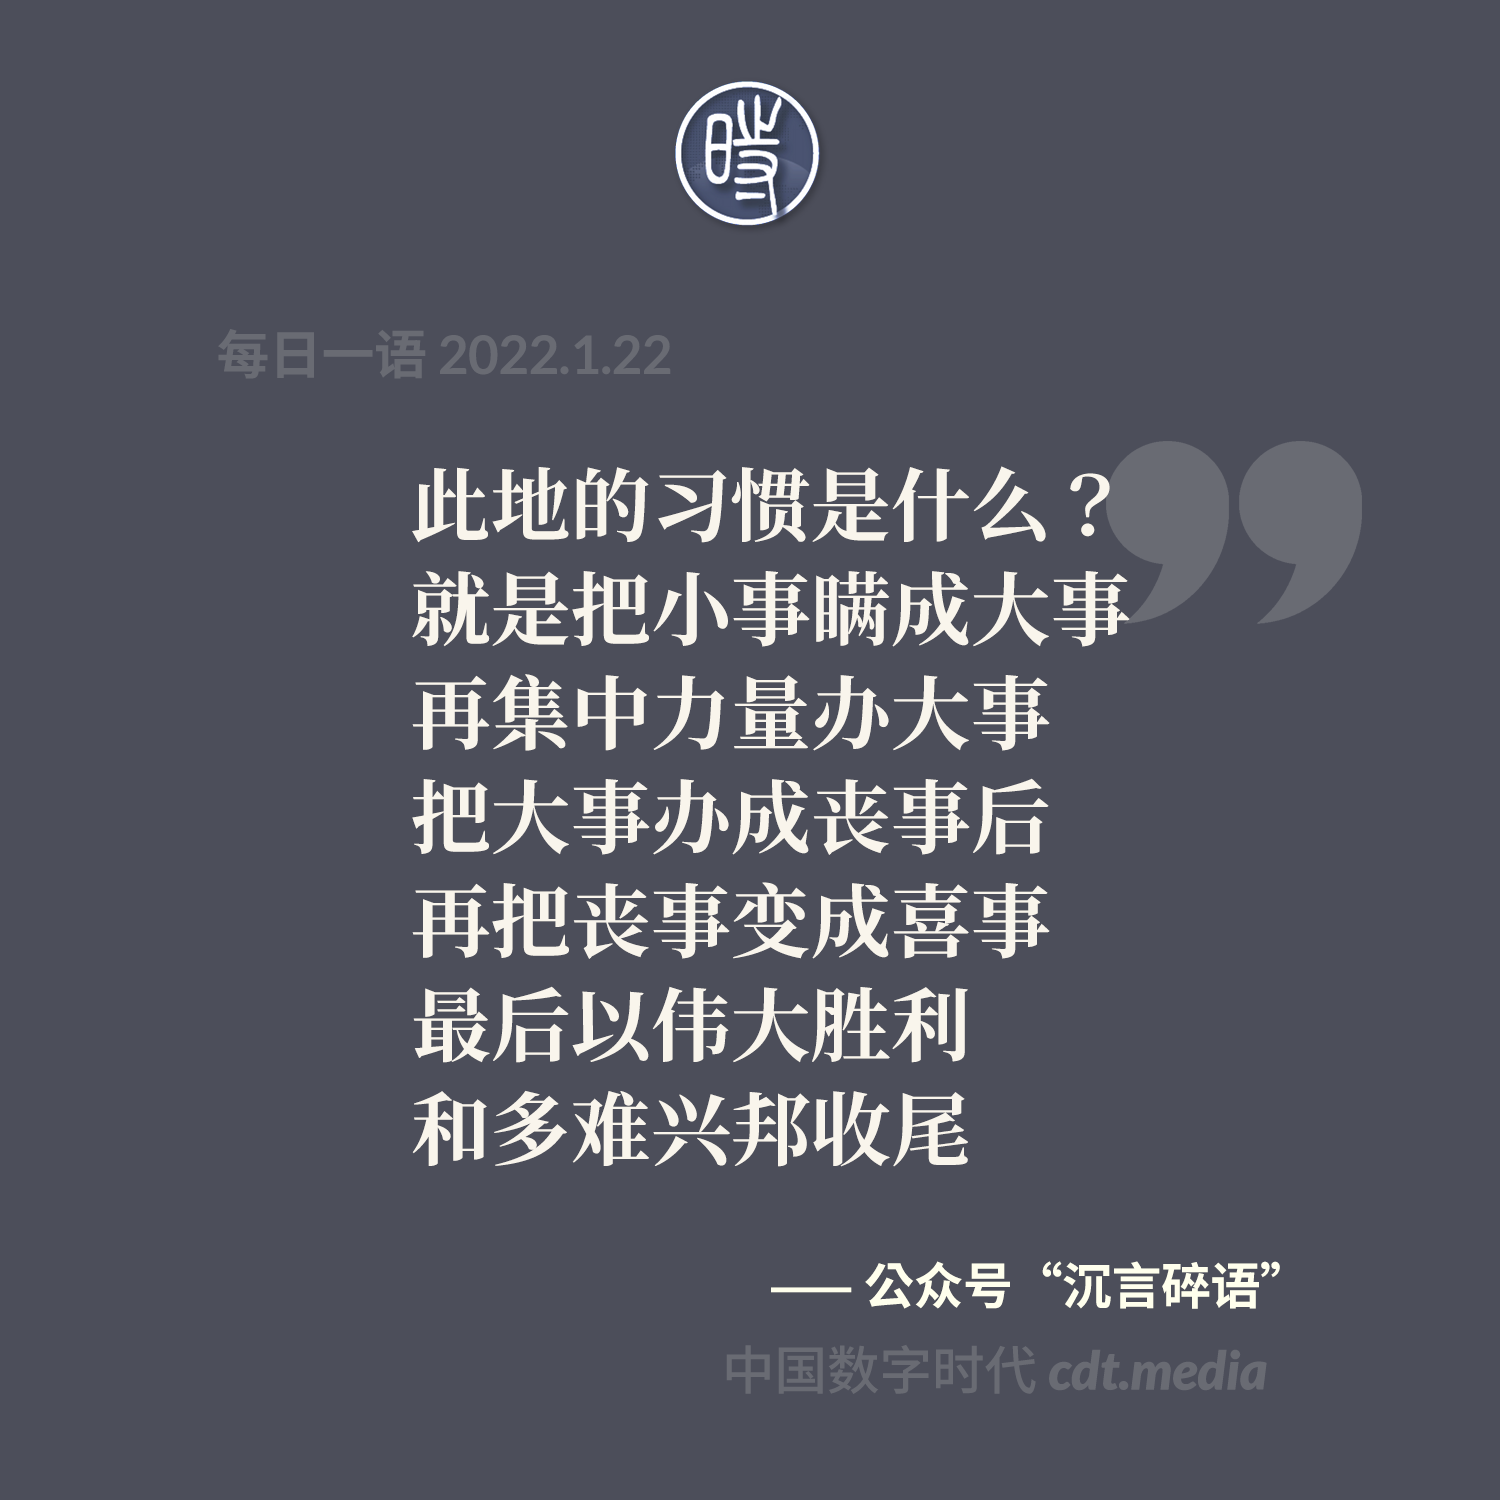 時
每日一语 2022.1.22
此地的习惯是什么？
就是把小事瞒成大事
再集中力量办大事
把大事办成丧事后
再把丧事变成喜事
最后以伟大胜利
和多难兴邦收尾
—— 公众号“沉言碎语”
中国数字时代 cdt.media